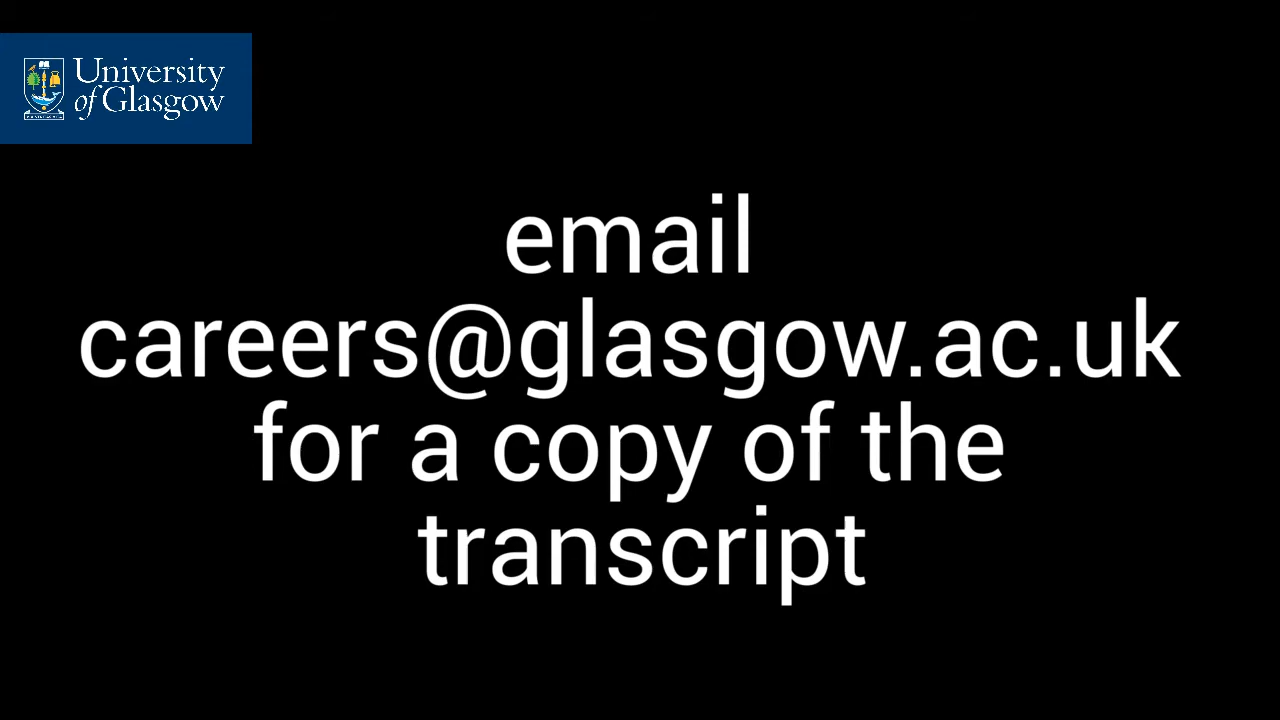 University
of Glasgow
email
careers@glasgow.ac.uk
for a copy of the
transcript